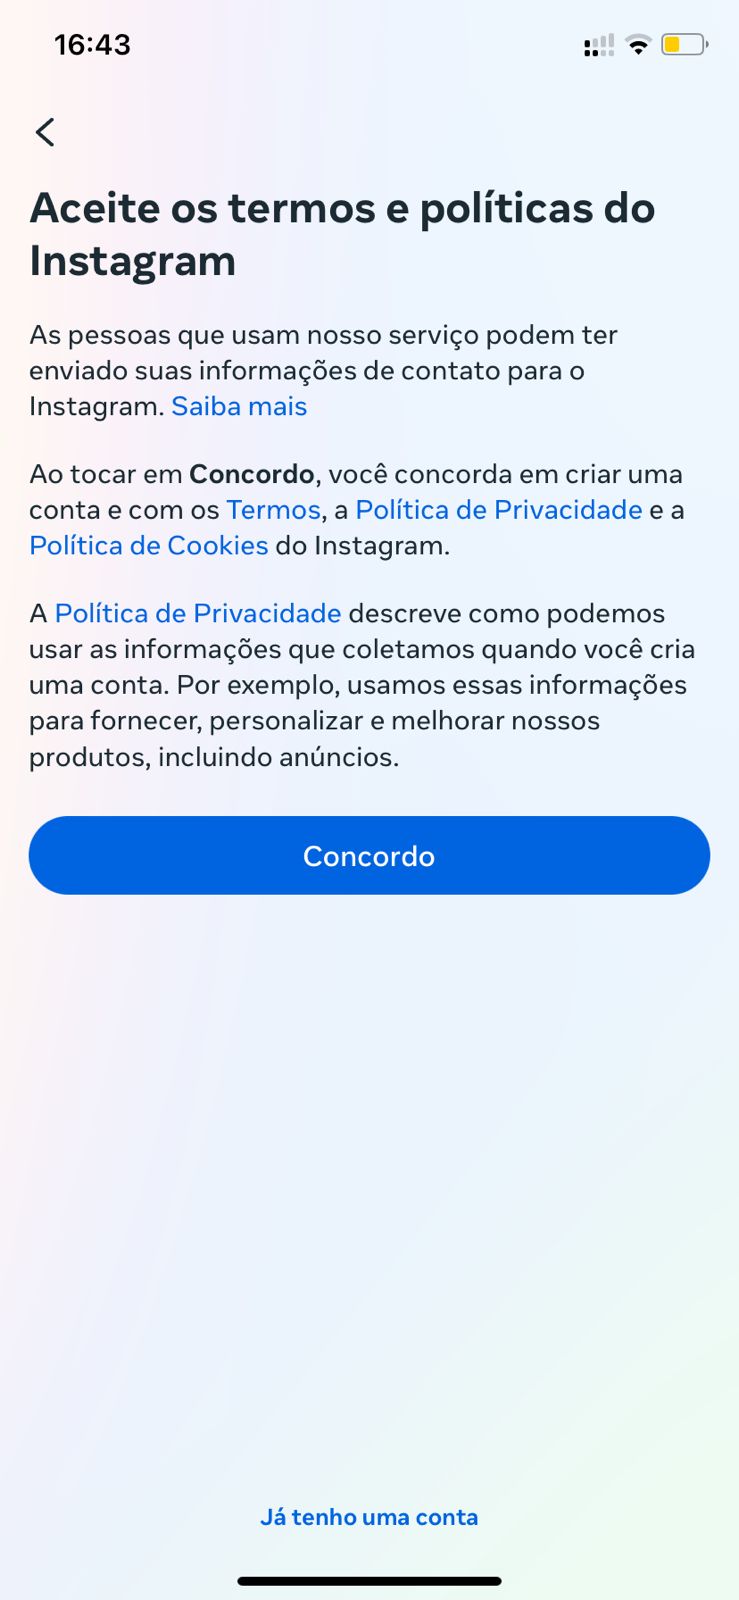 16:43
Aceite os termos e políticas do
Instagram
As pessoas que usam nosso serviço podem ter
enviado suas informações de contato para o
Instagram. Saiba mais
Ao tocar em Concordo, você concorda em criar uma
conta e com os Termos, a Política de Privacidade e a
Política de Cookies do Instagram.
A Política de Privacidade descreve como podemos
usar as informações que coletamos quando você cria
uma conta. Por exemplo, usamos essas informações
para fornecer, personalizar e melhorar nossos
produtos, incluindo anúncios.
Concordo
Já tenho uma conta